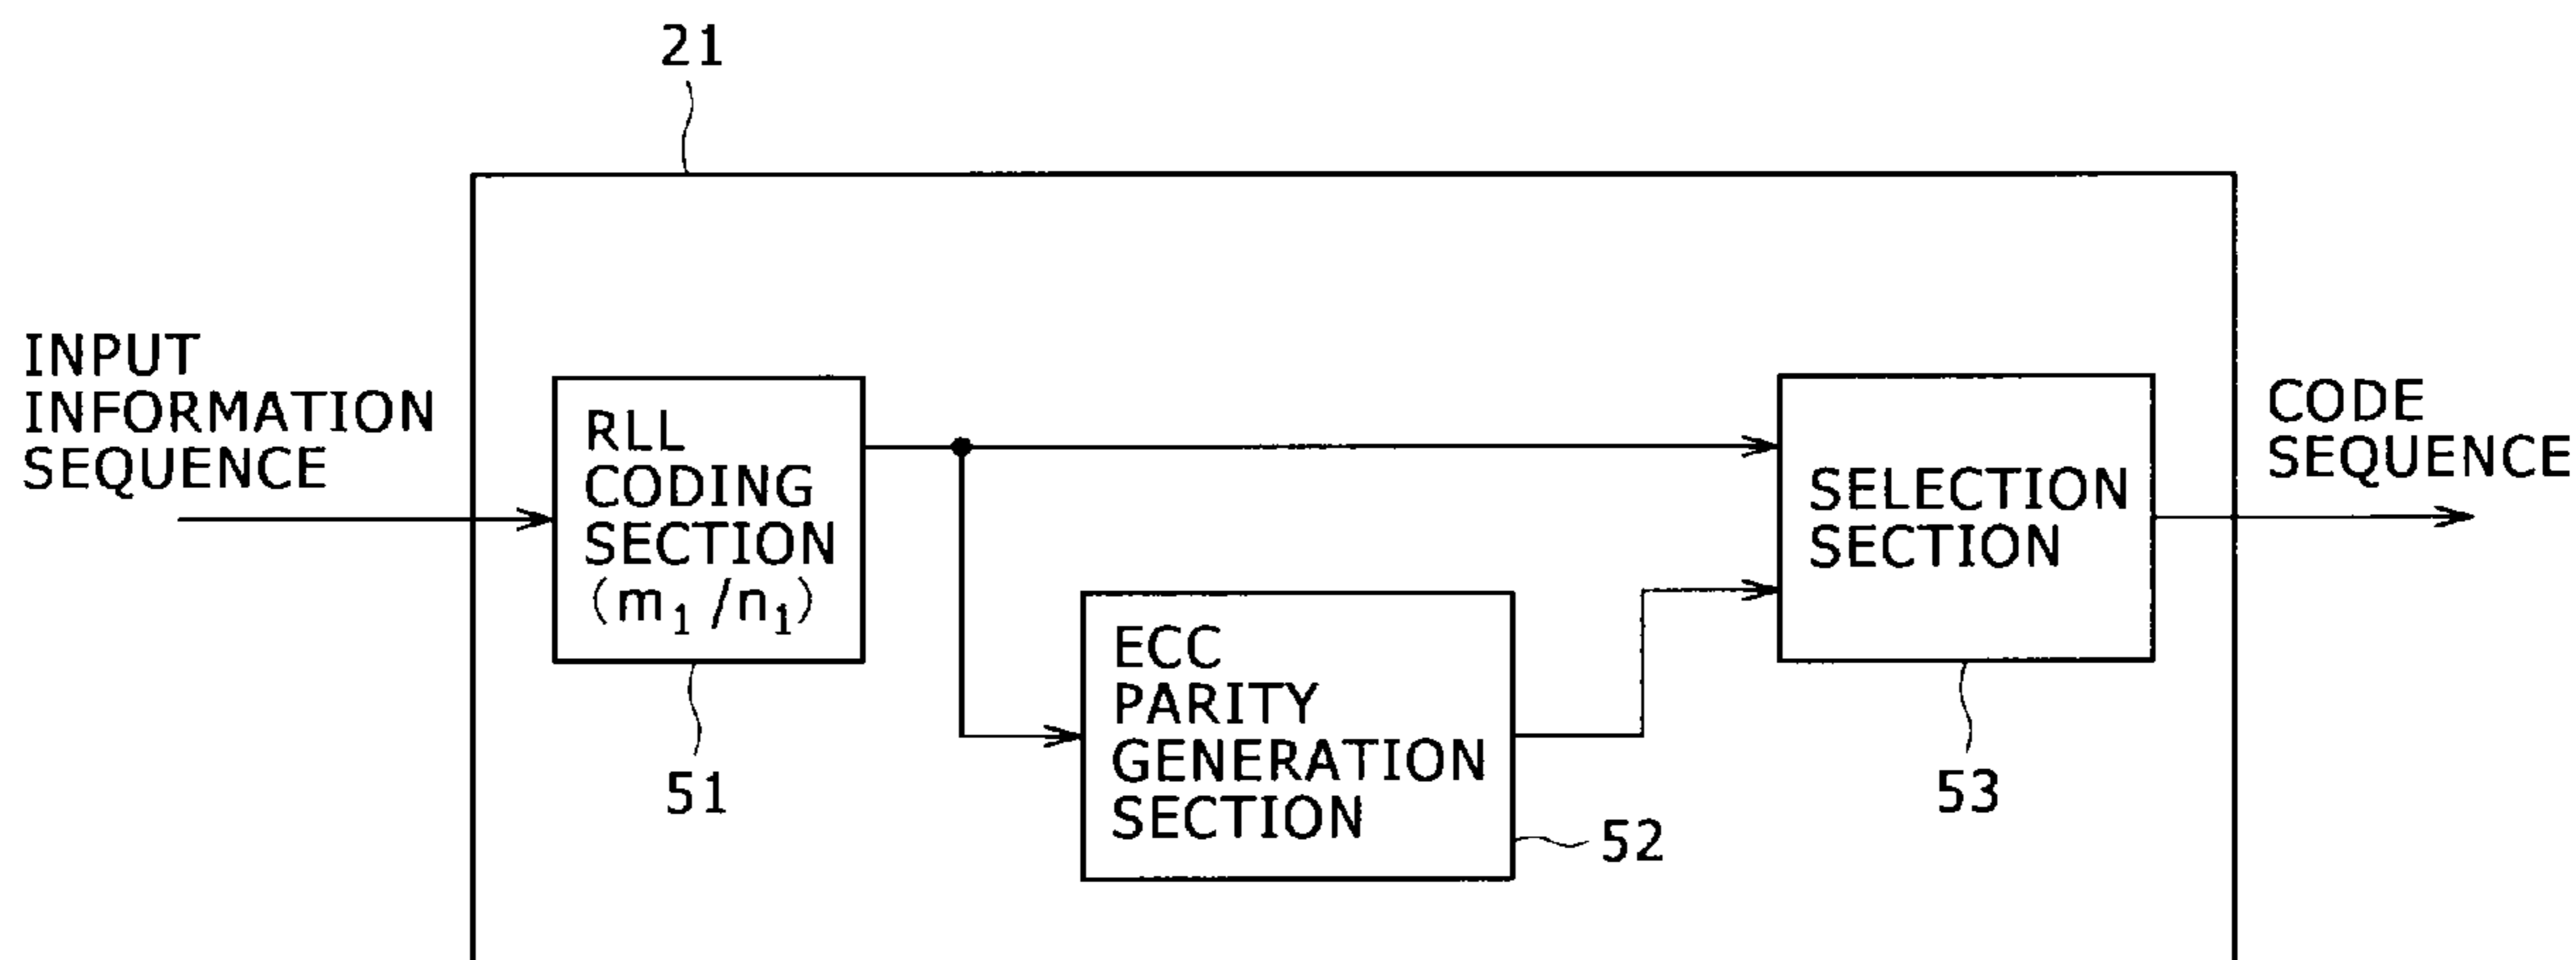 21
INPUT
INFORMATION
SEQUENCE
RLL
CODING
SECTION
(m₁ /n₁)
51
ECC
PARITY
GENERATION
SECTION
52
SELECTION
SECTION
53
CODE
SEQUENCE